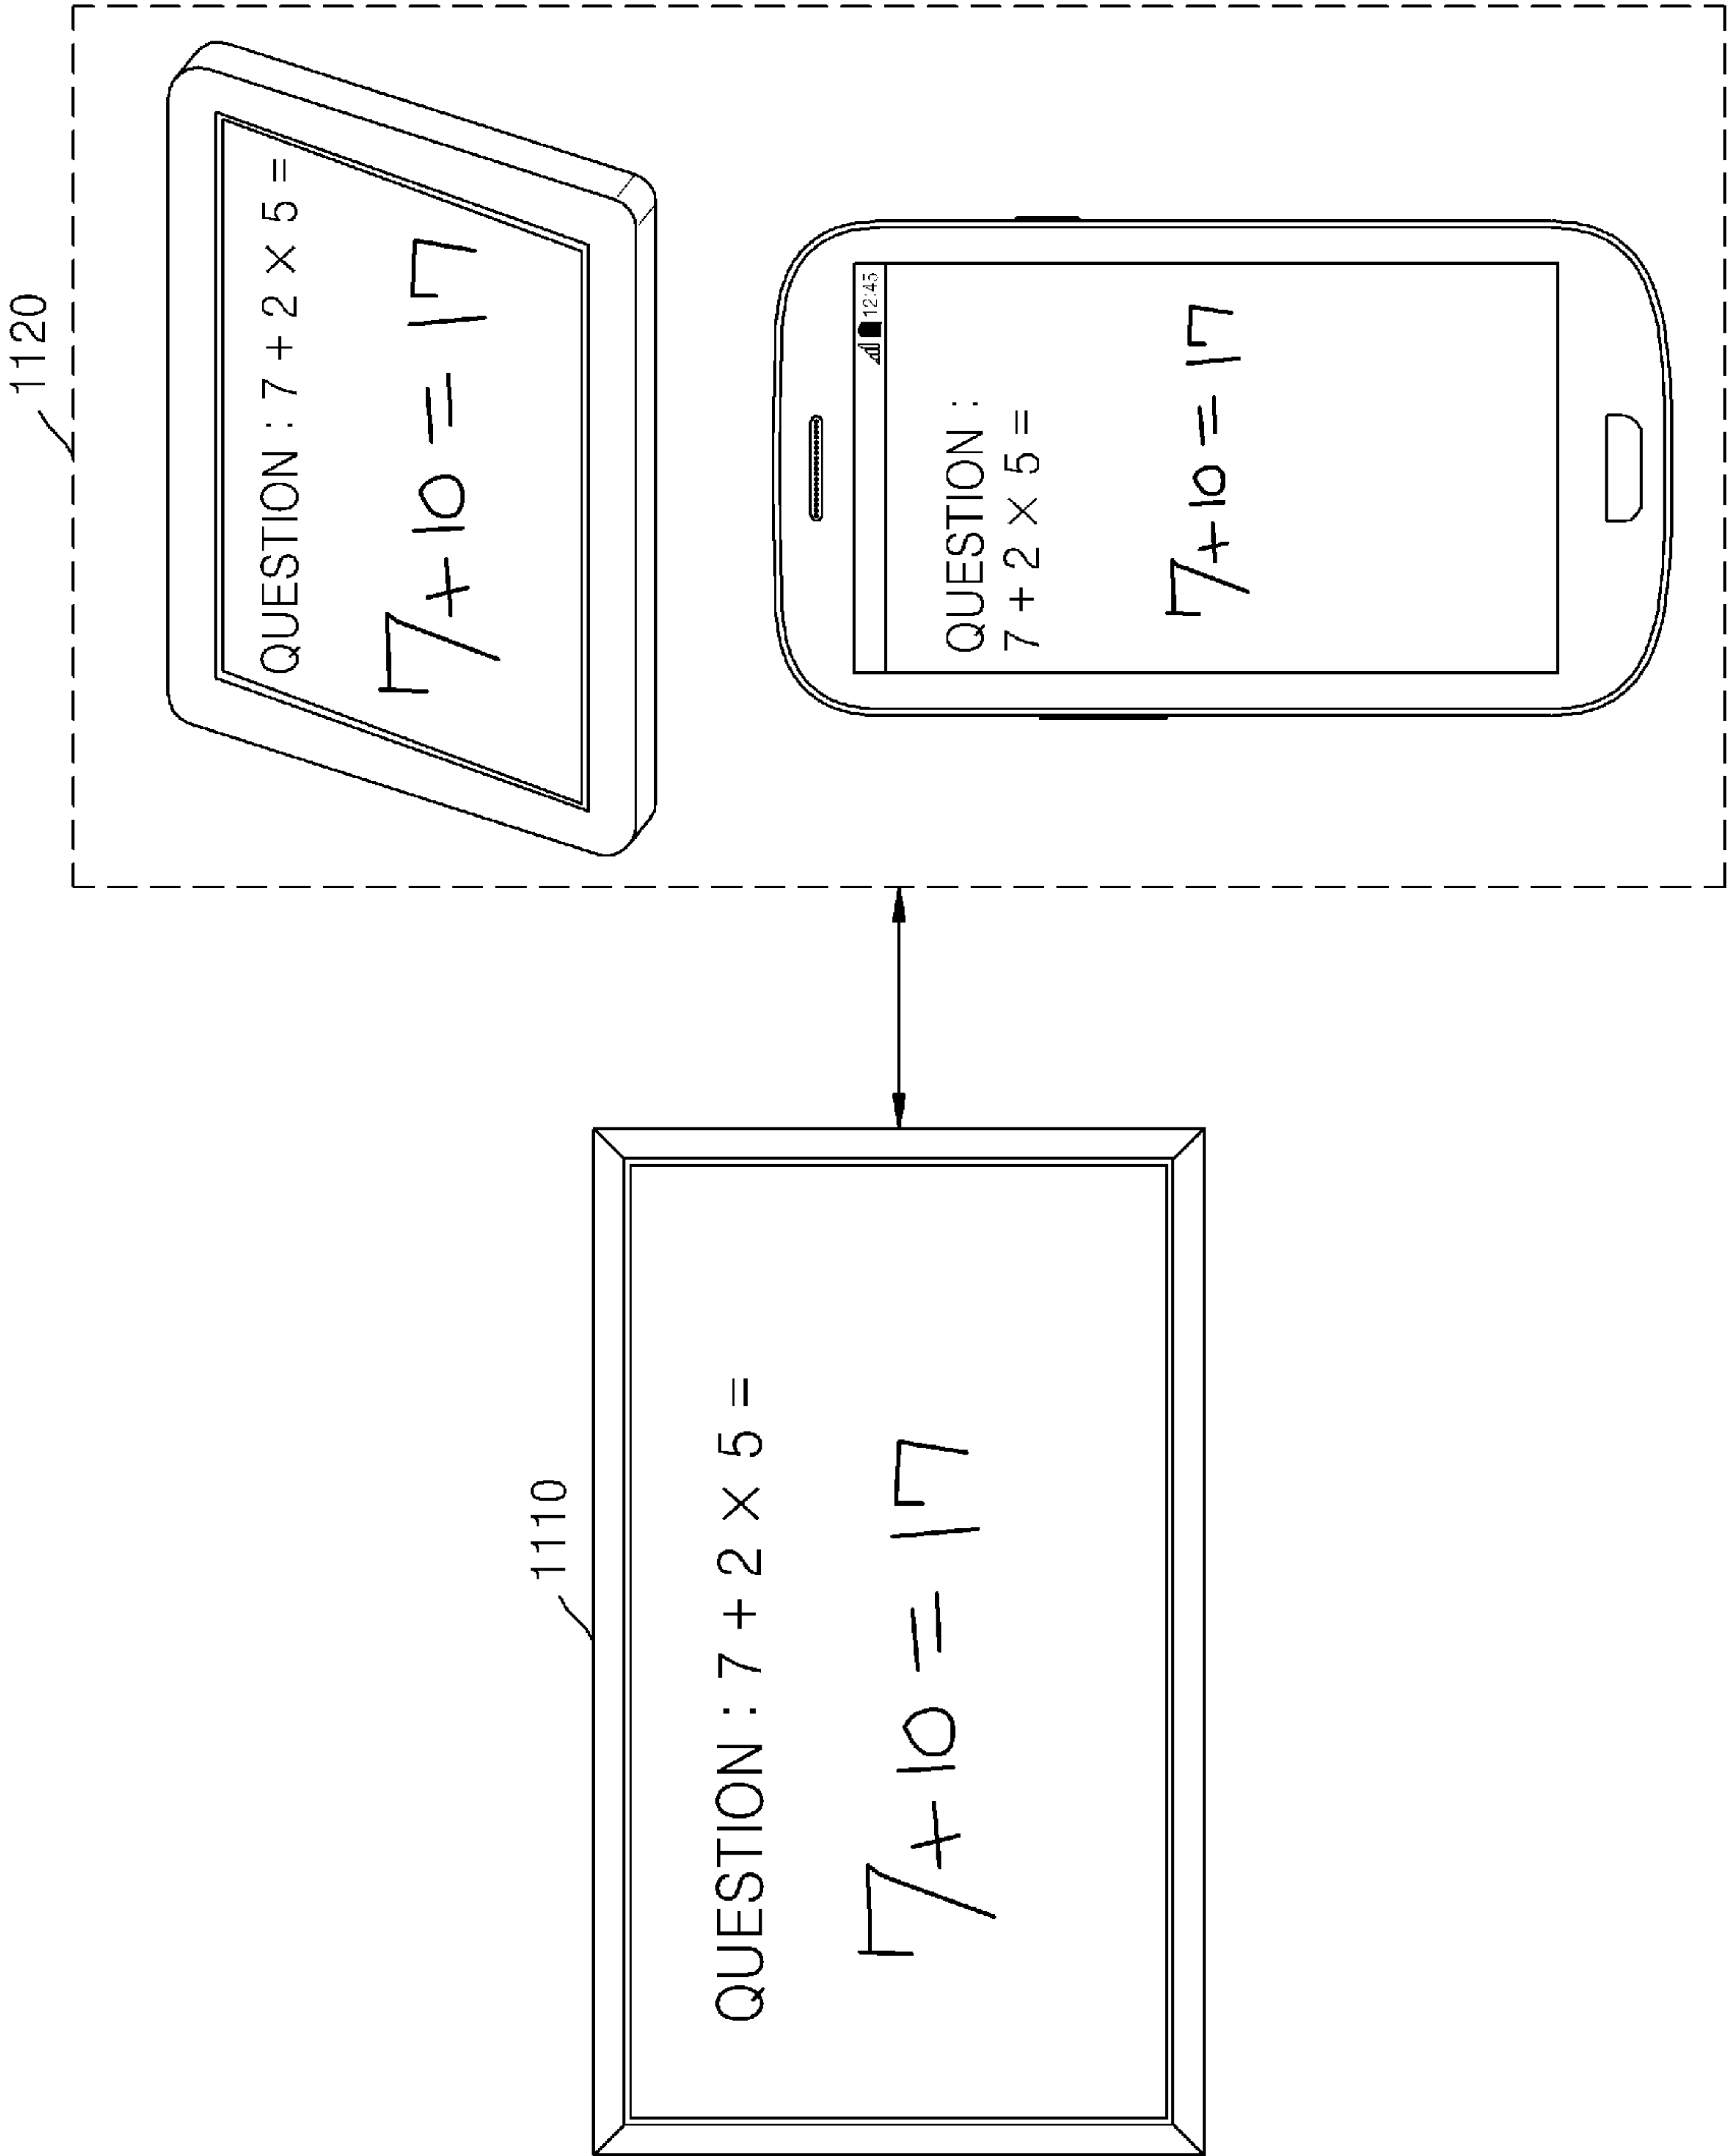 1110
QUESTION : 7 + 2 × 5 =
7+10=17
1120
QUESTION : 7 + 2 × 5 =
7+10=17
12:45
QUESTION :
7 + 2 × 5 =
7+10=17